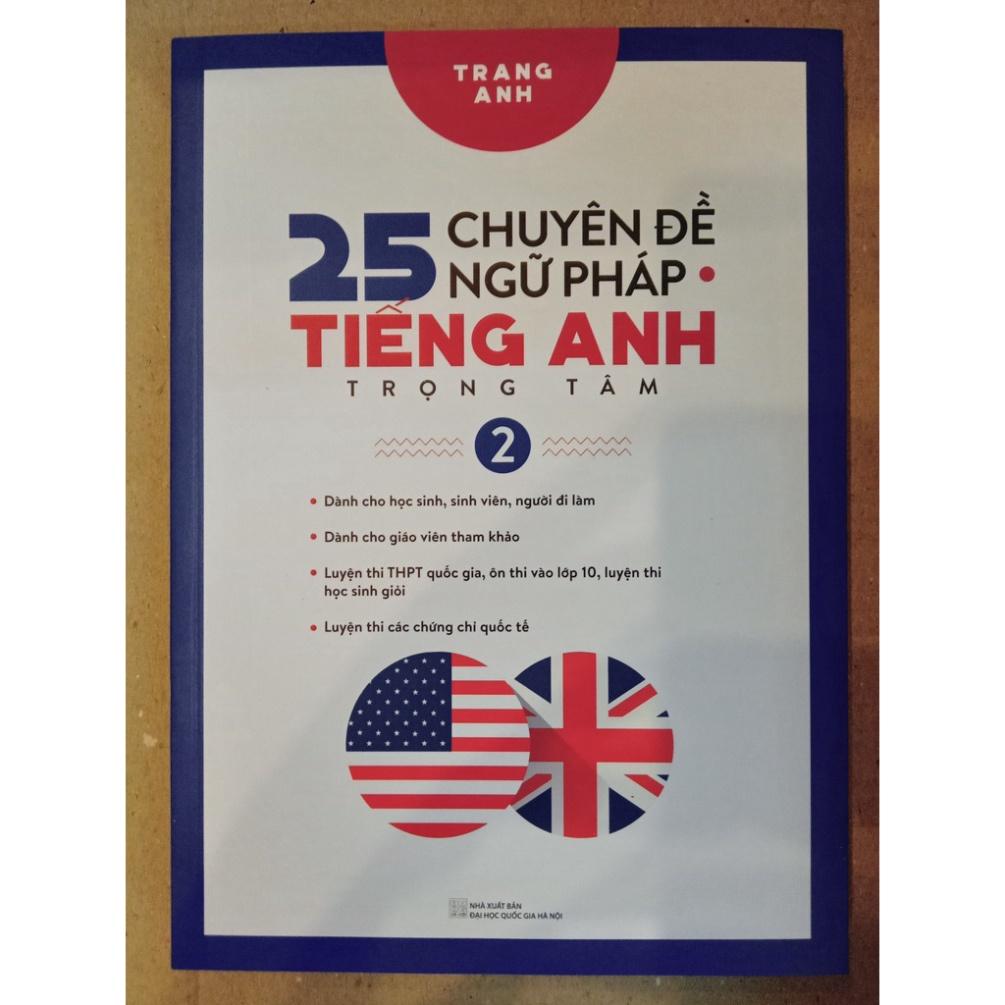 TRANG
ANH
25 CHUYÊN ĐỀ
NGỮ PHÁP
TIẾNG ANH
TRỌNG TÂM
2
• Dành cho học sinh, sinh viên, người đi làm
• Dành cho giáo viên tham khảo
• Luyện thi THPT quốc gia, ôn thi vào lớp 10, luyện thi
học sinh giỏi
• Luyện thi các chứng chỉ quốc tế
NHÀ XUẤT BẢN
ĐẠI HỌC QUỐC GIA HÀ NỘI